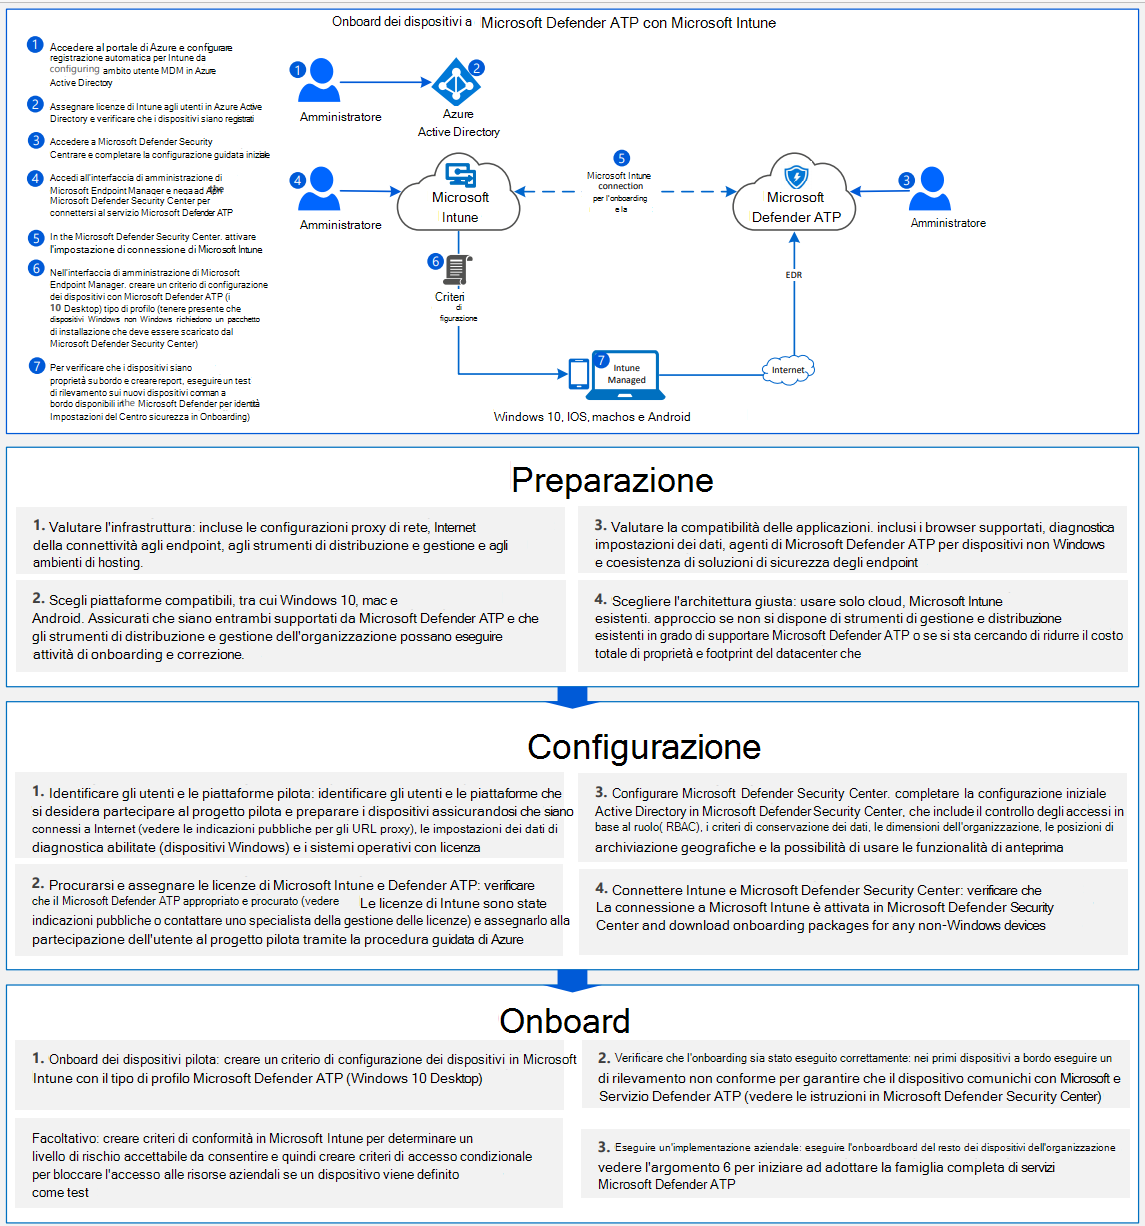 Onboard dei dispositivi a Microsoft Defender ATP con Microsoft Intune
1 Accedere al portale di Azure e configurare
registrazione automatica per Intune da
configuring ambito utente MDM in Azure
Active Directory
2 Assegnare licenze di Intune agli utenti in Azure Active
Directory e verificare che i dispositivi siano registrati
3 Accedere a Microsoft Defender Security
Centrare e completare la configurazione guidata iniziale
4 Accedi all'interfaccia di amministrazione di
Microsoft Endpoint Manager e
Microsoft Defender Security Center per
connettersi al servizio Microsoft Defender ATP
5 In the Microsoft Defender Security Center. attivare
l'impostazione di connessione di Microsoft Intune
6 Nell'interfaccia di amministrazione di Microsoft
Endpoint Manager. creare un criterio di configurazione
dei dispositivi con Microsoft Defender ATP (i
10 Desktop) tipo di profilo (tenere presente che
dispositivi Windows non Windows richiedono un pacchetto
di installazione che deve essere scaricato dal
Microsoft Defender Security Center)
7 Per verificare che i dispositivi siano
proprietà su bordo e creare report, eseguire un test
di rilevamento sui nuovi dispositivi comman a
bordo disponibili in the Microsoft Defender per identità
Impostazioni del Centro sicurezza in Onboarding)
1
Amministratore
2
Azure
Active Directory
4
Amministratore
Microsoft
Intune
5
Microsoft Intune
connection
per l'onboarding
e la
Microsoft
Defender ATP
3
Amministratore
6
Criteri
di
figurazione
EDR
7
Intune
Managed
Internet
Windows 10, IOS, machos e Android
Preparazione
1. Valutare l'infrastruttura: incluse le configurazioni proxy di rete, Internet
della connettività agli endpoint, agli strumenti di distribuzione e gestione e agli
ambienti di hosting.
2. Scegli piattaforme compatibili, tra cui Windows 10, mac e
Android. Assicurati che siano entrambi supportati da Microsoft Defender ATP e che
gli strumenti di distribuzione e gestione dell'organizzazione possano eseguire
attività di onboarding e correzione.
3. Valutare la compatibilità delle applicazioni. inclusi i browser supportati, diagnostica
impostazioni dei dati, agenti di Microsoft Defender ATP per dispositivi non Windows
e coesistenza di soluzioni di sicurezza degli endpoint
4. Scegliere l'architettura giusta: usare solo cloud, Microsoft Intune
esistenti. approccio se non si dispone di strumenti di gestione e distribuzione
esistenti in grado di supportare Microsoft Defender ATP o se si sta cercando di ridurre il costo
totale di proprietà e footprint del datacenter che
Configurazione
1. Identificare gli utenti e le piattaforme pilota: identificare gli utenti e le piattaforme che
si desidera partecipare al progetto pilota e preparare i dispositivi assicurandosi che siano
connessi a Internet (vedere le indicazioni pubbliche per gli URL proxy), le impostazioni dei dati di
diagnostica abilitate (dispositivi Windows) e i sistemi operativi con licenza
2. Procurarsi e assegnare le licenze di Microsoft Intune e Defender ATP: verificare
che il Microsoft Defender ATP appropriato e procurato (vedere Le licenze di Intune sono state
indicazioni pubbliche o contattare uno specialista della gestione delle licenze) e assegnarlo alla
partecipazione dell'utente al progetto pilota tramite la procedura guidata di Azure
3. Configurare Microsoft Defender Security Center. completare la configurazione iniziale
Active Directory in Microsoft Defender Security Center, che include il controllo degli accessi in
base al ruolo( RBAC), i criteri di conservazione dei dati, le dimensioni dell'organizzazione, le posizioni di
archiviazione geografiche e la possibilità di usare le funzionalità di anteprima
4. Connettere Intune e Microsoft Defender Security Center: verificare che
La connessione a Microsoft Intune è attivata in Microsoft Defender Security
Center and download onboarding packages for any non-Windows devices
Onboard
1. Onboard dei dispositivi pilota: creare un criterio di configurazione dei dispositivi in Microsoft
Intune con il tipo di profilo Microsoft Defender ATP (Windows 10 Desktop)
Facoltativo: creare criteri di conformità in Microsoft Intune per determinare un
livello di rischio accettabile da consentire e quindi creare criteri di accesso condizionale
per bloccare l'accesso alle risorse aziendali se un dispositivo viene definito
come test
2. Verificare che l'onboarding sia stato eseguito correttamente: nei primi dispositivi a bordo eseguire un
di rilevamento non conforme per garantire che il dispositivo comunichi con Microsoft e
Servizio Defender ATP (vedere le istruzioni in Microsoft Defender Security Center)
3. Eseguire un'implementazione aziendale: eseguire l'onboardboard del resto dei dispositivi dell'organizzazione
vedere l'argomento 6 per iniziare ad adottare la famiglia completa di servizi
Microsoft Defender ATP